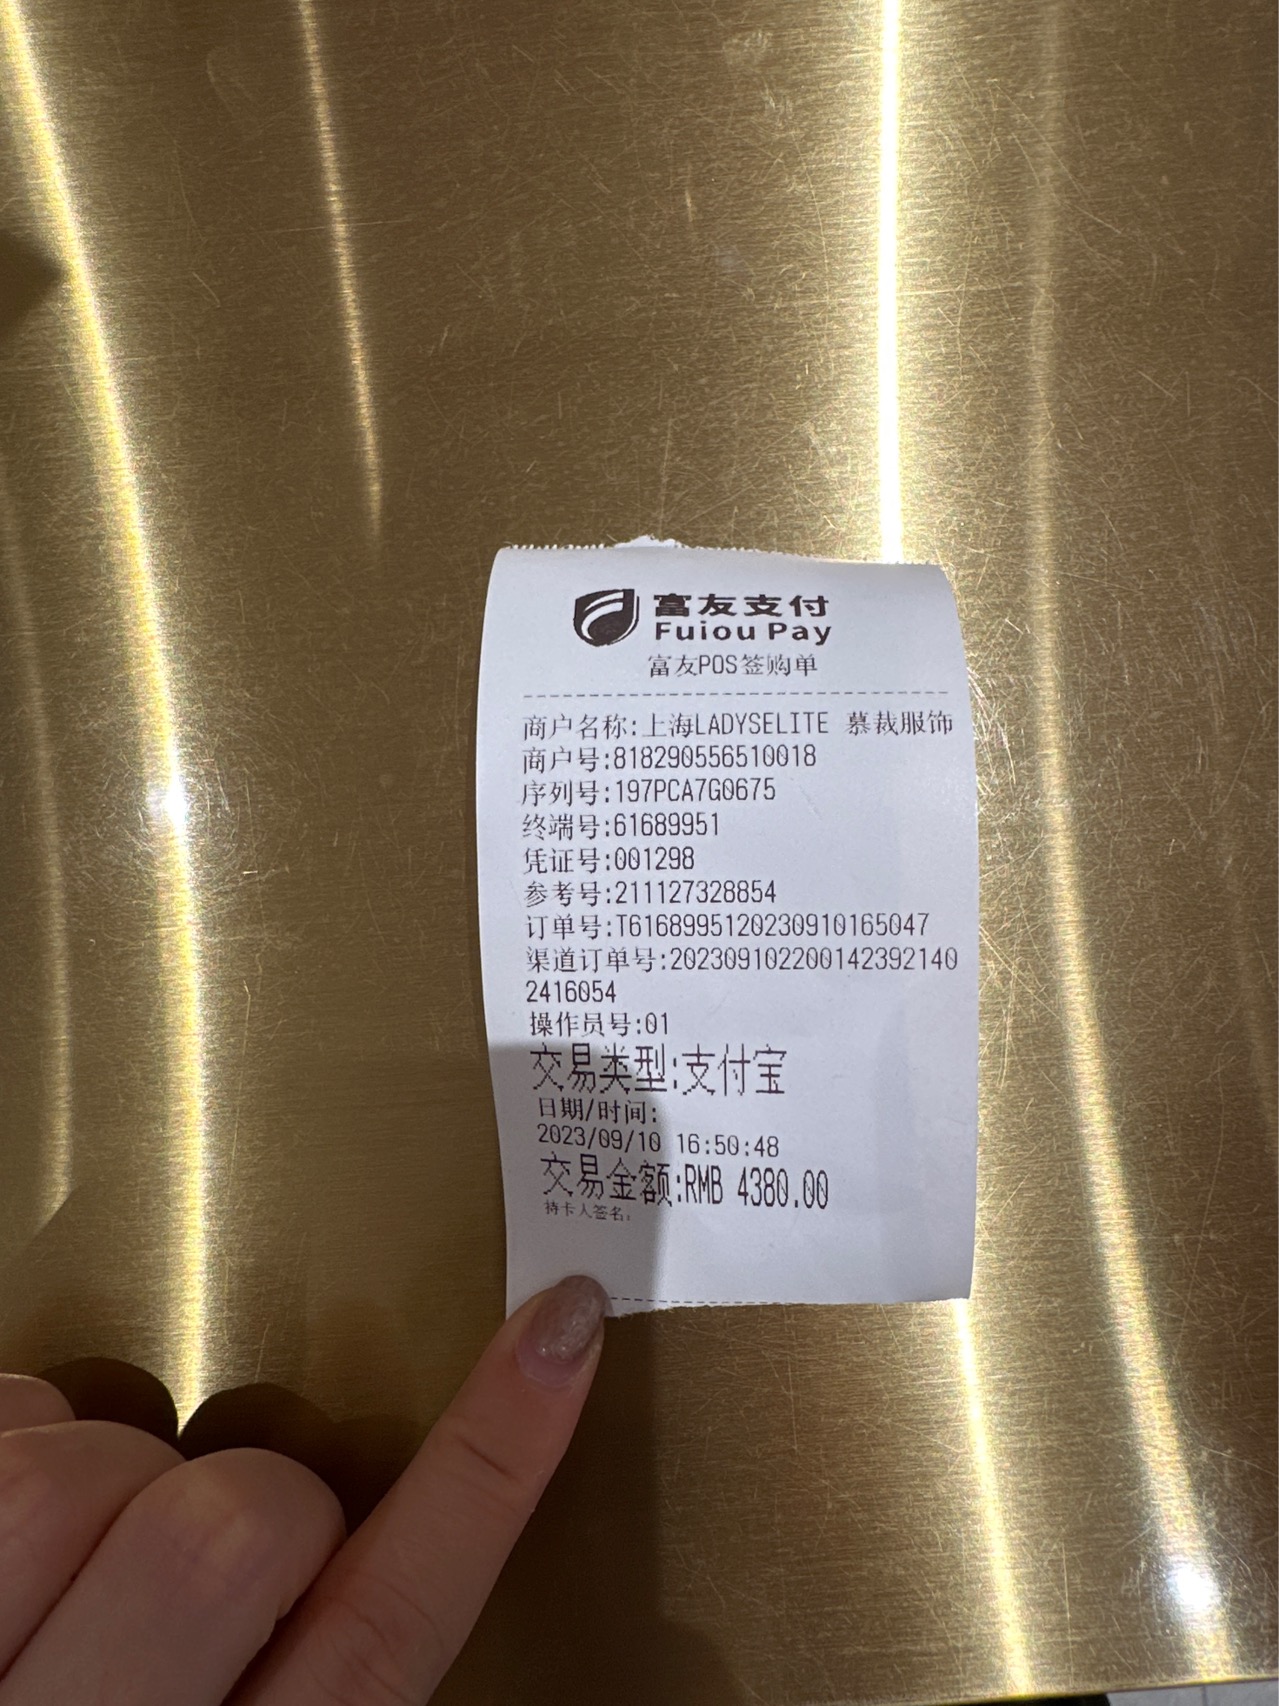 富友支付
Fuiou Pay
富友POS签购单
商户名称:上海LADYSELITE 慕裁服饰
商户号:818290556510018
序列号:197PCA7G0675
终端号:61689951
凭证号:001298
参考号:211127328854
订单号:T6168995120230910165047
渠道订单号:202309102200142392140
2416054
操作员号:01
交易类型:支付宝
日期/时间:
2023/09/10 16:50:48
交易金额:RMB 4380.00
持卡人签名: